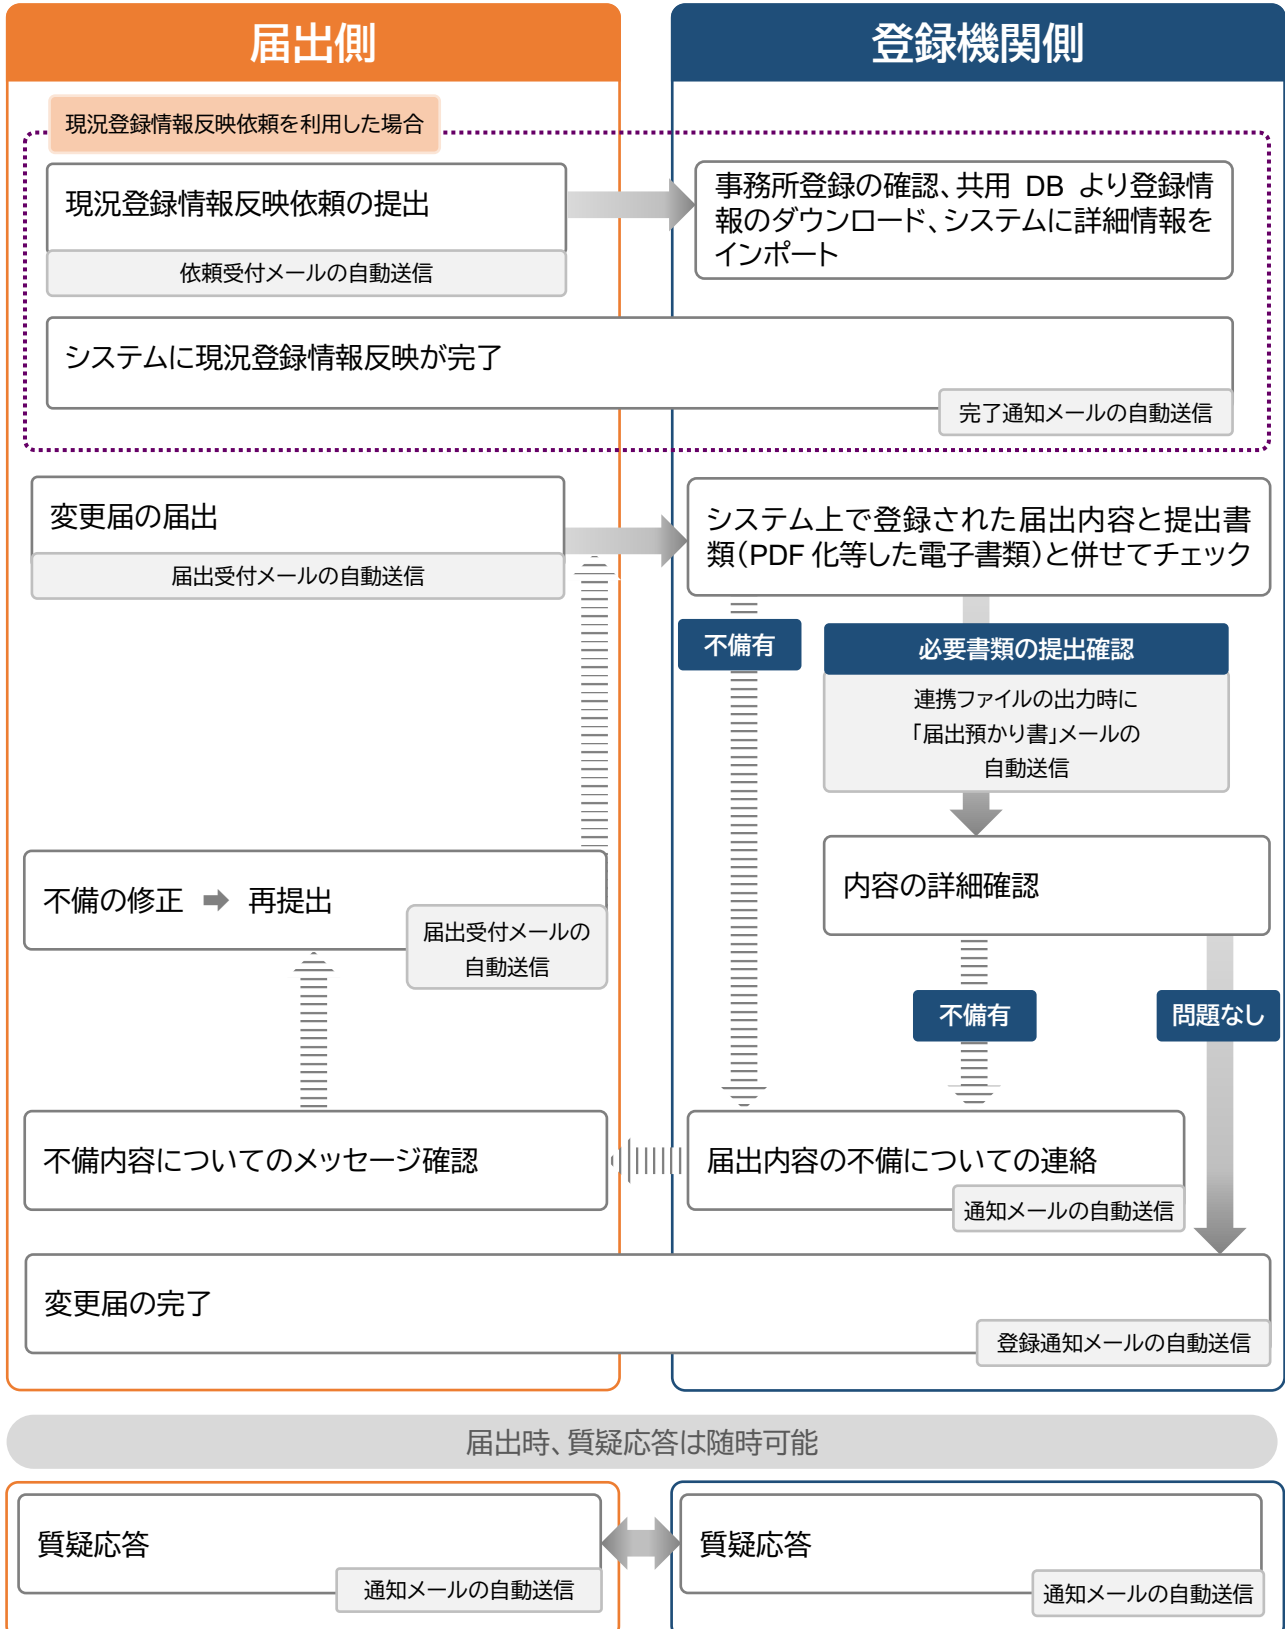 届出側
登録機関側
現況登録情報反映依頼を利用した場合
現況登録情報反映依頼の提出
依頼受付メールの自動送信
事務所登録の確認、共用 DB より登録情
報のダウンロード、システムに詳細情報を
インポート
システムに現況登録情報反映が完了
完了通知メールの自動送信
変更届の届出
届出受付メールの自動送信
システム上で登録された届出内容と提出書
類（PDF 化等した電子書類）と併せてチェック
不備有
必要書類の提出確認
連携ファイルの出力時に
「届出預かり書」メールの
自動送信
内容の詳細確認
不備の修正 ➡ 再提出
届出受付メールの
自動送信
不備有
問題なし
不備内容についてのメッセージ確認
届出内容の不備についての連絡
通知メールの自動送信
変更届の完了
登録通知メールの自動送信
届出時、質疑応答は随時可能
質疑応答
通知メールの自動送信
質疑応答
通知メールの自動送信